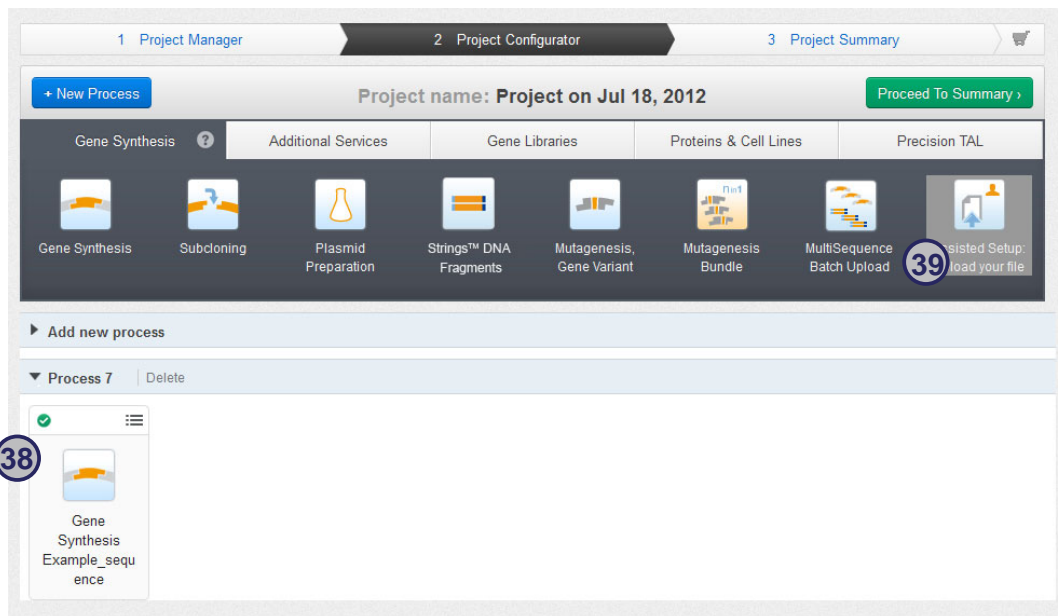 1 Project Manager
2 Project Configurator
3 Project Summary
+ New Process
Project name: Project on Jul 18, 2012
Proceed To Summary ›
Gene Synthesis ?
Additional Services
Gene Libraries
Proteins & Cell Lines
Precision TAL
Gene Synthesis
Subcloning
Plasmid
Preparation
Strings™ DNA
Fragments
Mutagenesis,
Gene Variant
n in 1
Mutagenesis
Bundle
MultiSequence
Batch Upload
39
Setup:
your file
Add new process
Process 7 Delete
38
Gene
Synthesis
Example_sequ
ence